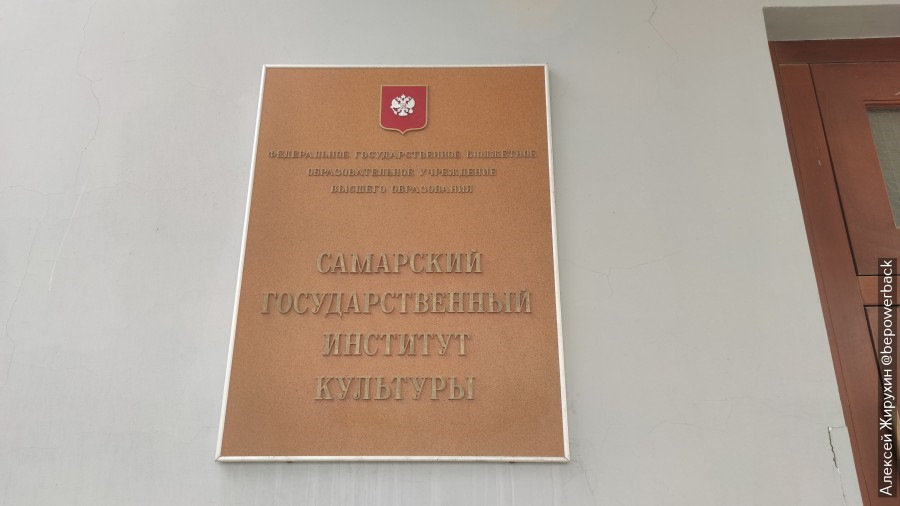 ФЕДЕРАЛЬНОЕ ГОСУДАРСТВЕННОЕ БЮДЖЕТНОЕ
ОБРАЗОВАТЕЛЬНОЕ УЧРЕЖДЕНИЕ
ВЫСШЕГО ОБРАЗОВАНИЯ
САМАРСКИЙ
ГОСУДАРСТВЕННЫЙ
ИНСТИТУТ
КУЛЬТУРЫ
Алексей Жирухин @bepowerback